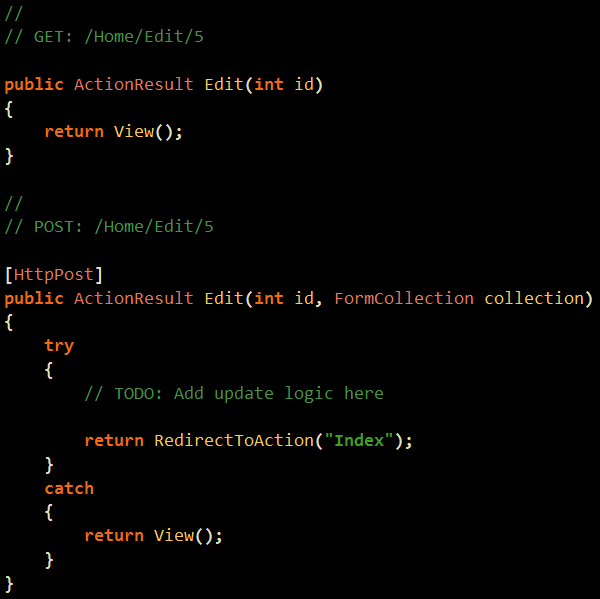 //
// GET: /Home/Edit/5

public ActionResult Edit(int id)
{
    return View();
}

//
// POST: /Home/Edit/5

[HttpPost]
public ActionResult Edit(int id, FormCollection collection)
{
    try
    {
        // TODO: Add update logic here

        return RedirectToAction("Index");
    }
    catch
    {
        return View();
    }
}